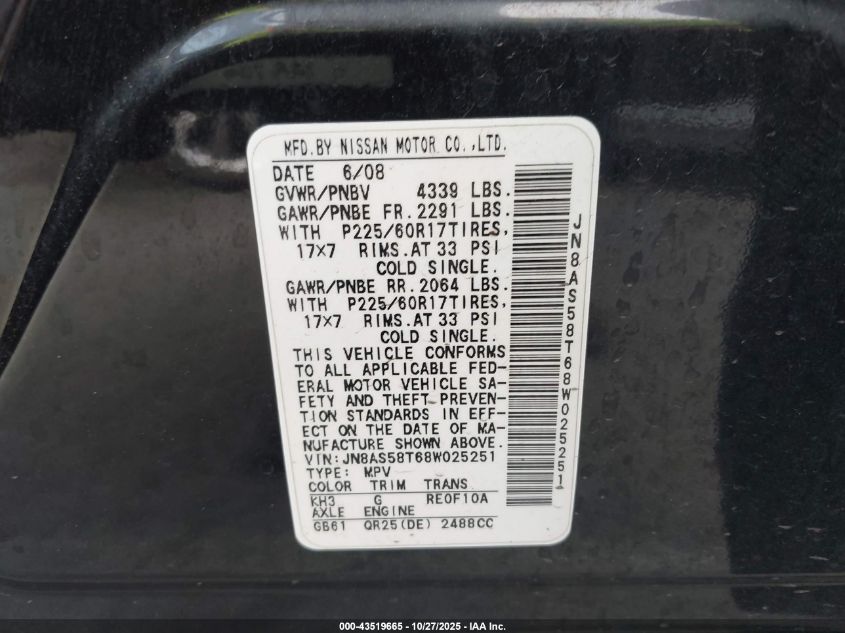 MFD.BY NISSAN MOTOR CO.,LTD.
DATE 6/08
GVWR/PNBV 4339 LBS.
GAWR/PNBE FR.2291 LBS.
WITH P225/60R17TIRES,
17×7 RIMS.AT 33 PSI
COLD SINGLE.
GAWR/PNBE RR.2064 LBS.
WITH P225/60R17TIRES,
17×7 RIMS.AT 33 PSI
COLD SINGLE.
THIS VEHICLE CONFORMS
TO ALL APPLICABLE FED-
ERAL MOTOR VEHICLE SA-
FETY AND THEFT PREVEN-
TION STANDARDS IN EFF-
ECT ON THE DATE OF MA-
NUFACTURE SHOWN ABOVE.
VIN:JN8AS58T68W025251
TYPE: MPV
COLOR TRIM TRANS
KH3 G RE0F10A
AXLE ENGINE
GB61 QR25(DE) 2488CC
JN8AS58T68W025251
000-43519665 - 10/27/2025 - IAA Inc.